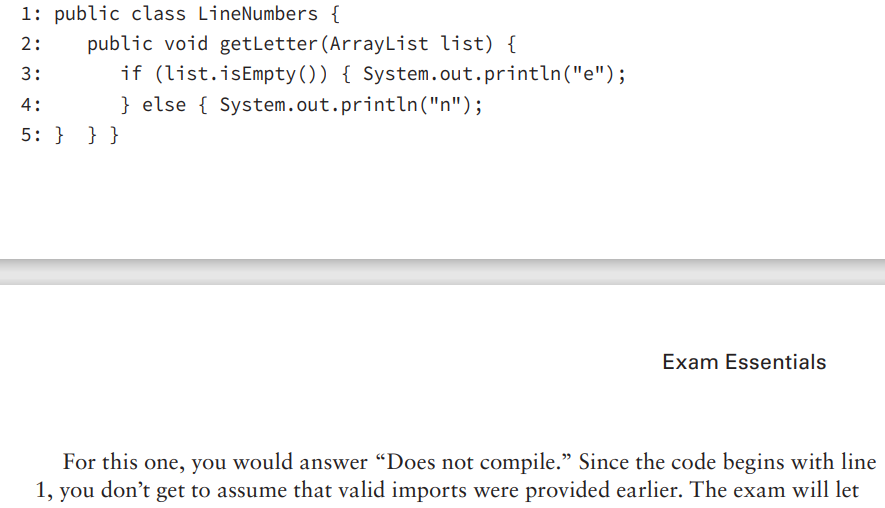 1: public class LineNumbers {
2:    public void getLetter(ArrayList list) {
3:       if (list.isEmpty()) { System.out.println("e");
4:       } else { System.out.println("n");
5: }  } }
Exam Essentials
For this one, you would answer “Does not compile.” Since the code begins with line
1, you don’t get to assume that valid imports were provided earlier. The exam will let